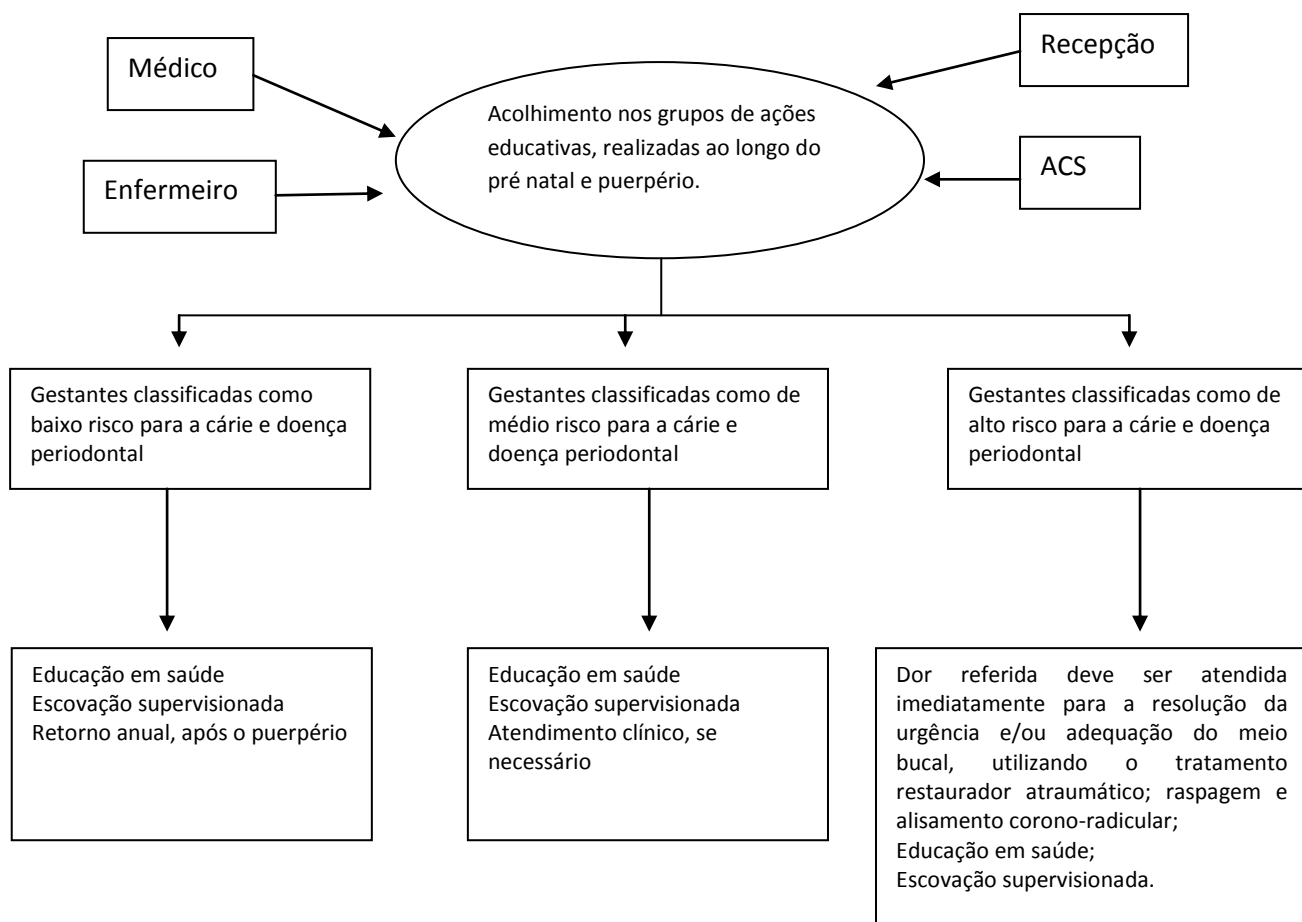 Médico
Recepção
Acolhimento nos grupos de ações
educativas, realizadas ao longo do
pré natal e puerpério.
Enfermeiro
ACS
Gestantes classificadas como
baixo risco para a cárie e doença
periodontal
Gestantes classificadas como de
médio risco para a cárie e
doença periodontal
Gestantes classificadas como de
alto risco para a cárie e doença
periodontal
Educação em saúde
Escovação supervisionada
Retorno anual, após o puerpério
Educação em saúde
Escovação supervisionada
Atendimento clínico, se
necessário
Dor referida deve ser atendida
imediatamente para a resolução da
urgência e/ou adequação do meio
bucal, utilizando o tratamento
restaurador atraumático; raspagem e
alisamento corono-radicular;
Educação em saúde;
Escovação supervisionada.